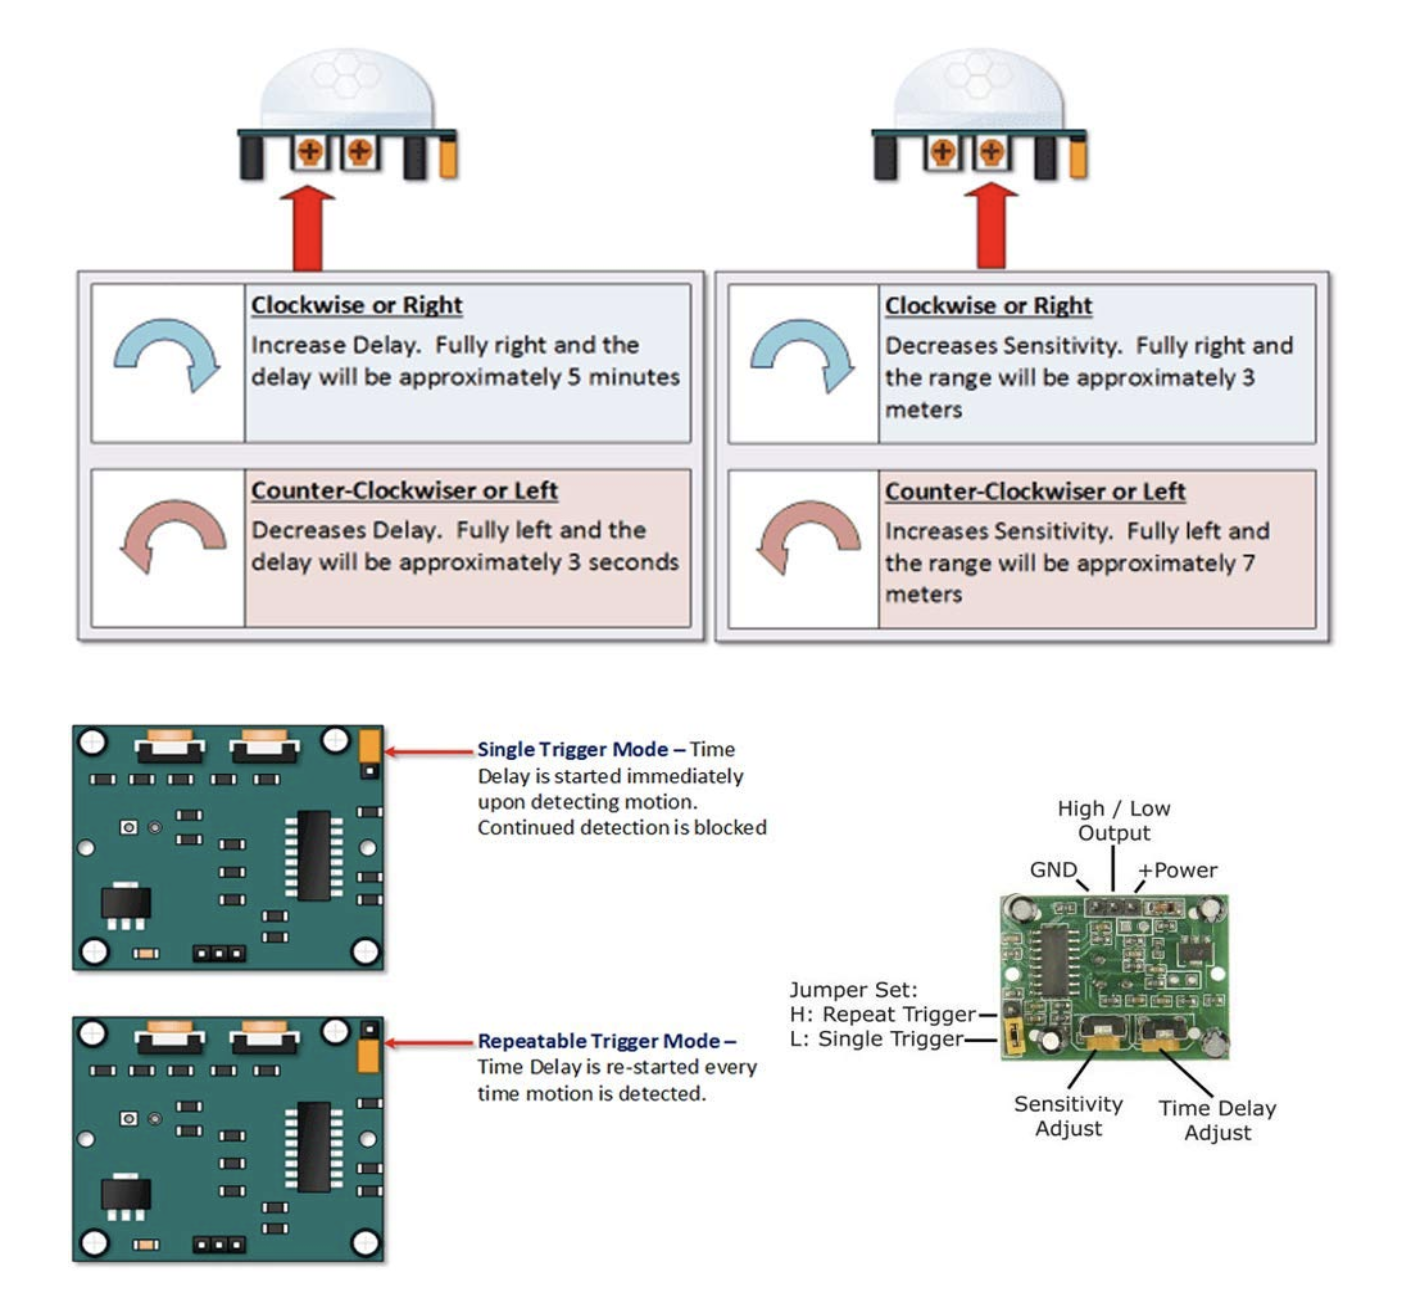 Clockwise or Right
Increase Delay. Fully right and the
delay will be approximately 5 minutes
Counter-Clockwiser or Left
Decreases Delay. Fully left and the
delay will be approximately 3 seconds
Clockwise or Right
Decreases Sensitivity. Fully right and
the range will be approximately 3
meters
Counter-Clockwiser or Left
Increases Sensitivity. Fully left and
the range will be approximately 7
meters
Single Trigger Mode – Time
Delay is started immediately
upon detecting motion.
Continued detection is blocked
Repeatable Trigger Mode –
Time Delay is re-started every
time motion is detected.
High / Low
Output
GND
+Power
Jumper Set:
H: Repeat Trigger
L: Single Trigger
Sensitivity
Adjust
Time Delay
Adjust